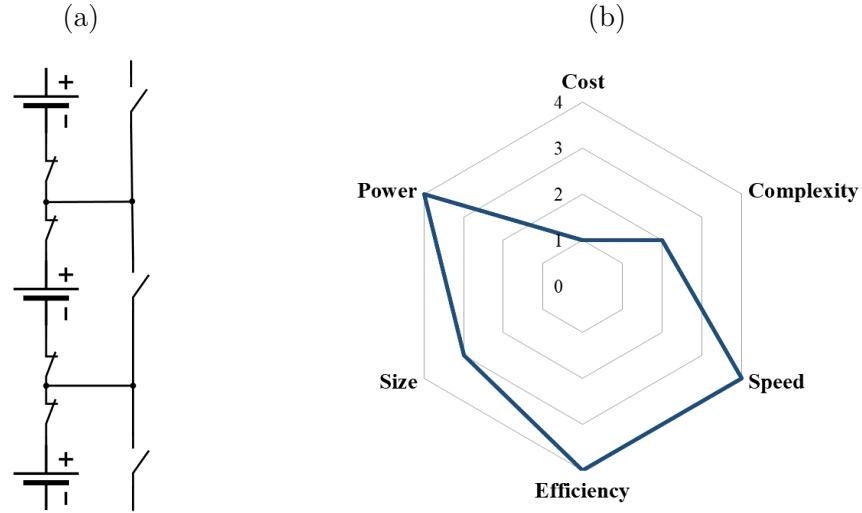 (a)
(b)
+
+
+
Cost
4
3
2
1
0
Power
Complexity
Size
Speed
Efficiency